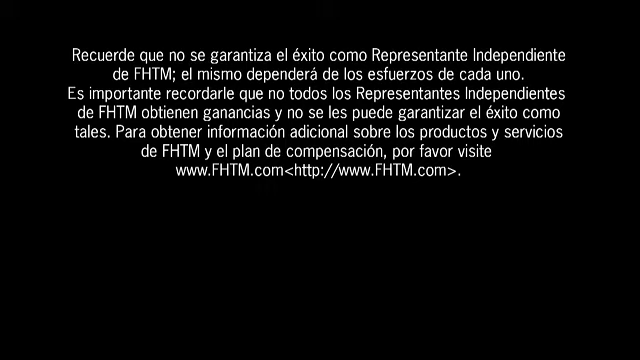 Recuerde que no se garantiza el éxito como Representante Independiente
de FHTM; el mismo dependerá de los esfuerzos de cada uno.
Es importante recordarle que no todos los Representantes Independientes
de FHTM obtienen ganancias y no se les puede garantizar el éxito como
tales. Para obtener información adicional sobre los productos y servicios
de FHTM y el plan de compensación, por favor visite
www.FHTM.com<http://www.FHTM.com>.